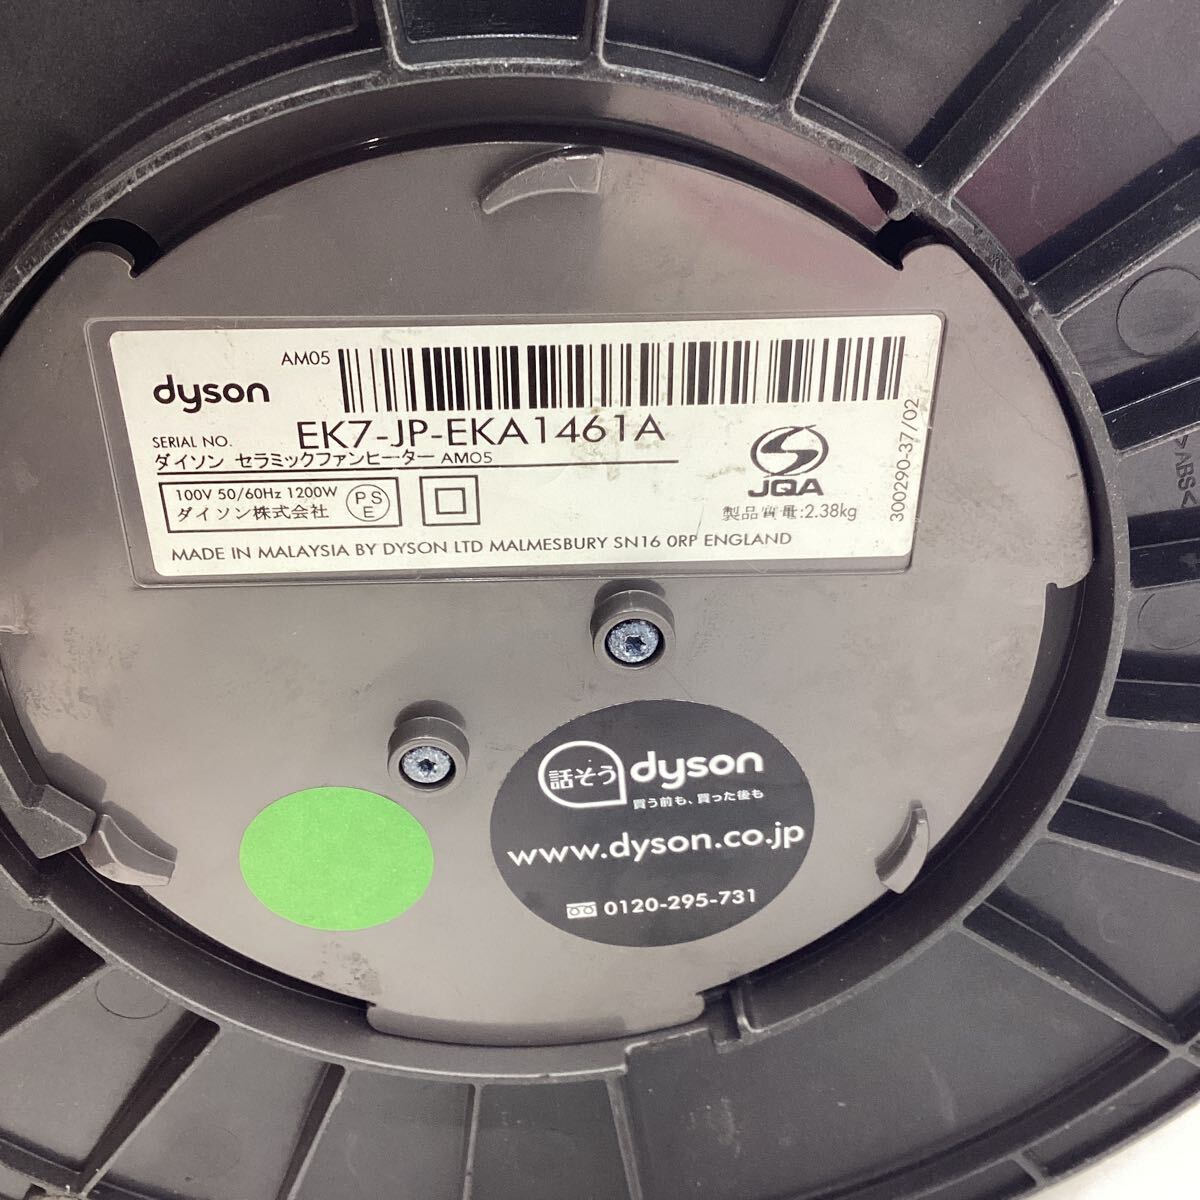 AM05
dyson
SERIAL NO. EK7-JP-EKA1461A
ダイソン セラミックファンヒーター AM05
100V 50/60Hz 1200W PSE
ダイソン株式会社
JQA
製品質量:2.38kg
300290-37/02
MADE IN MALAYSIA BY DYSON LTD MALMESBURY SN16 0RP ENGLAND
>ABS<
話そう dyson
買う前も、買った後も
www.dyson.co.jp
0120-295-731